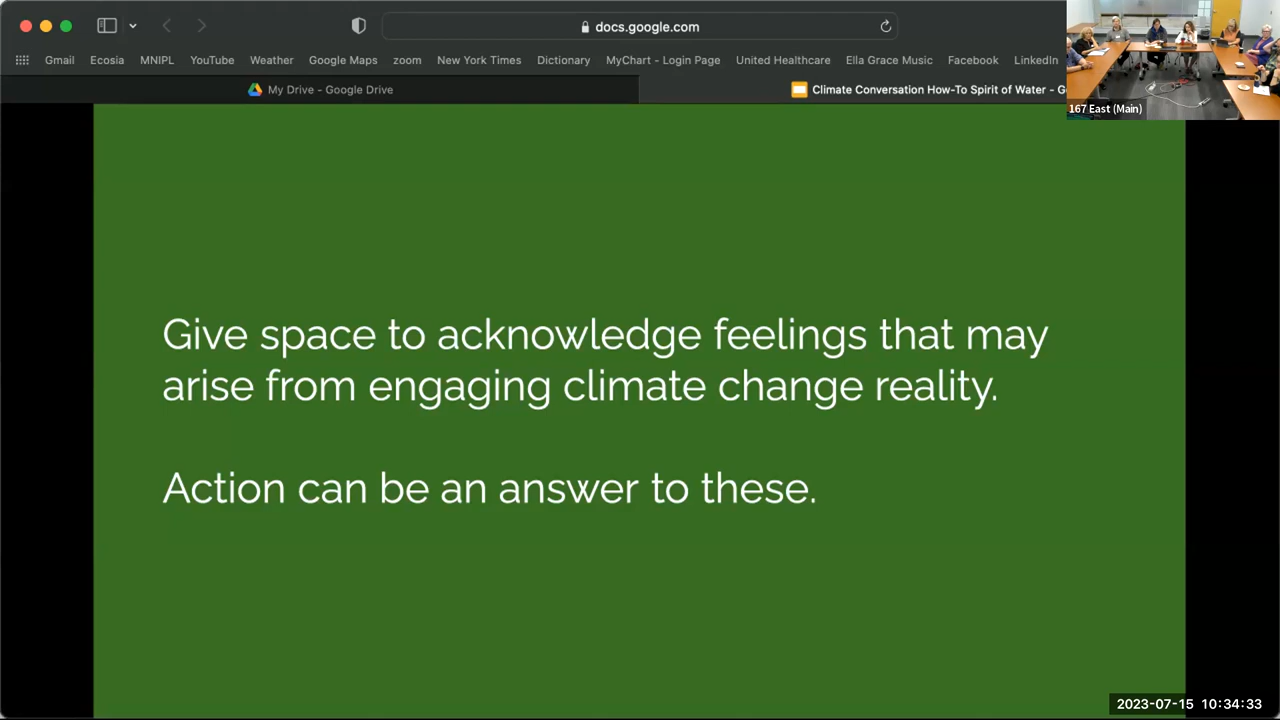 docs.google.com
Gmail Ecosia MNIPL YouTube Weather Google Maps zoom New York Times Dictionary MyChart - Login Page United Healthcare Ella Grace Music Facebook LinkedIn
My Drive - Google Drive
Climate Conversation How-To Spirit of Water - G
167 East (Main)
Give space to acknowledge feelings that may
arise from engaging climate change reality.
Action can be an answer to these.
2023-07-15 10:34:33